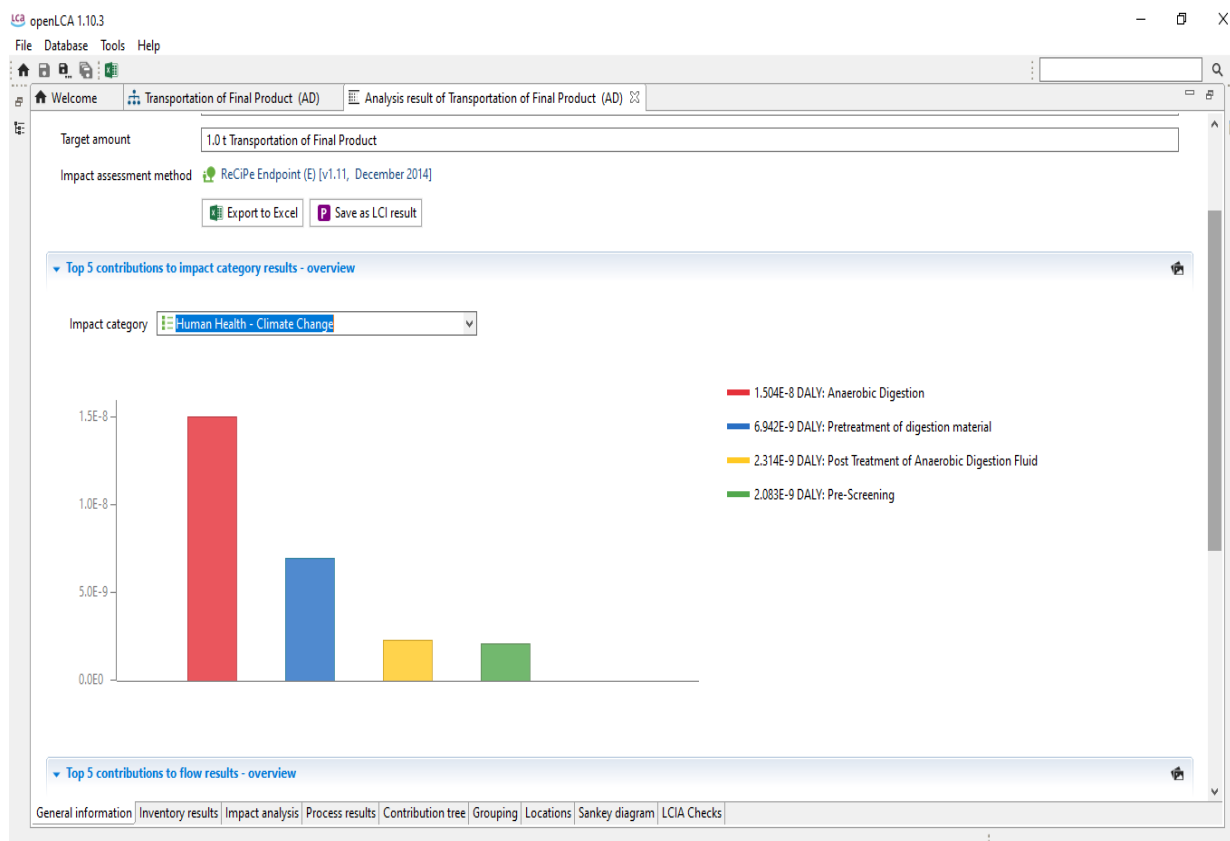 LCA openLCA 1.10.3
File Database Tools Help
Welcome Transportation of Final Product (AD) Analysis result of Transportation of Final Product (AD)
Target amount 1.0 t Transportation of Final Product
Impact assessment method ReCiPe Endpoint (E) [v1.11, December 2014]
Export to Excel P Save as LCI result
Top 5 contributions to impact category results - overview
Impact category Human Health - Climate Change
1.504E-8 DALY: Anaerobic Digestion
1.5E-8
6.942E-9 DALY: Pretreatment of digestion material
2.314E-9 DALY: Post Treatment of Anaerobic Digestion Fluid
2.083E-9 DALY: Pre-Screening
1.0E-8
5.0E-9
0.0E0
Top 5 contributions to flow results - overview
General information Inventory results Impact analysis Process results Contribution tree Grouping Locations Sankey diagram LCIA Checks